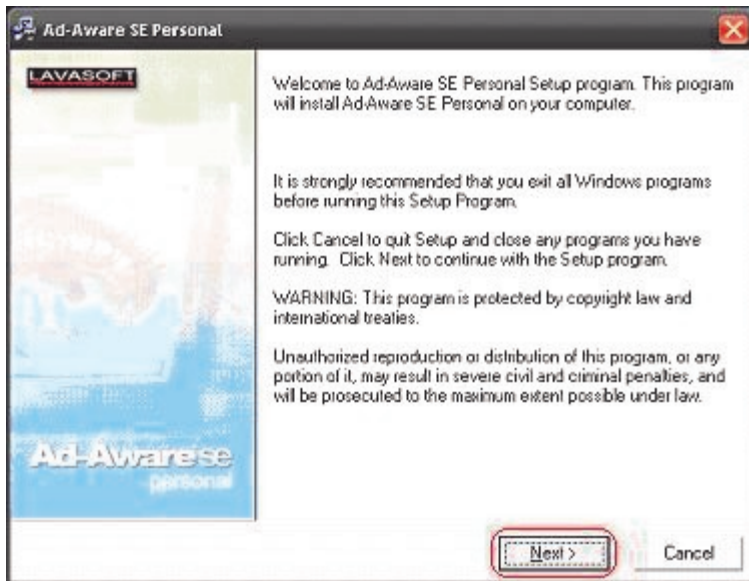 Ad-Aware SE Personal
LAVASOFT
Welcome to Ad-Aware SE Personal Setup program. This program
will install Ad-Aware SE Personal on your computer.
It is strongly recommended that you exit all Windows programs
before running this Setup Program.
Click Cancel to quit Setup and close any programs you have
running. Click Next to continue with the Setup program.
WARNING: This program is protected by copyright law and
international treaties.
Unauthorized reproduction or distribution of this program, or any
portion of it, may result in severe civil and criminal penalties, and
will be prosecuted to the maximum extent possible under law.
Ad-Aware se
personal
Next >
Cancel